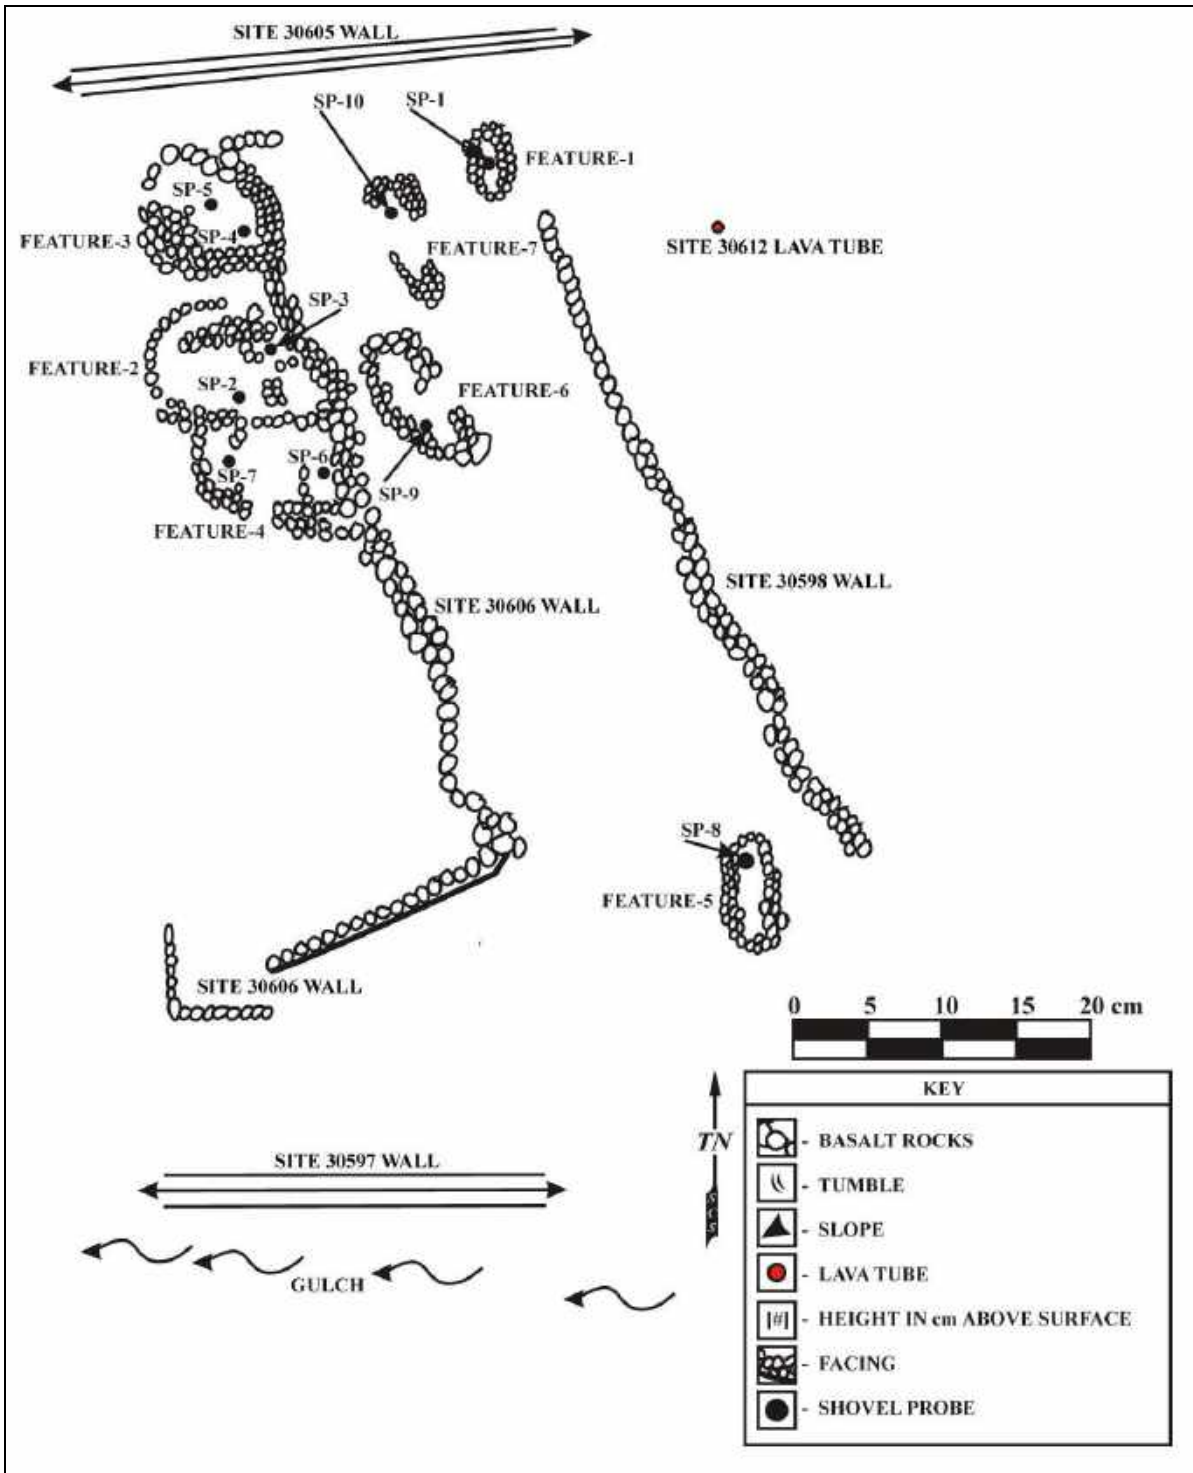 SITE 30605 WALL
SP-10
SP-1
FEATURE-1
SP-5
SP-4
FEATURE-3
FEATURE-7
SITE 30612 LAVA TUBE
SP-3
FEATURE-2
SP-2
FEATURE-6
SP-6
SP-7
SP-9
FEATURE-4
SITE 30598 WALL
SITE 30606 WALL
SP-8
FEATURE-5
SITE 30606 WALL
0 5 10 15 20 cm
KEY
- BASALT ROCKS
- TUMBLE
- SLOPE
- LAVA TUBE
|#| - HEIGHT IN cm ABOVE SURFACE
- FACING
- SHOVEL PROBE
TN
SCS
SITE 30597 WALL
GULCH